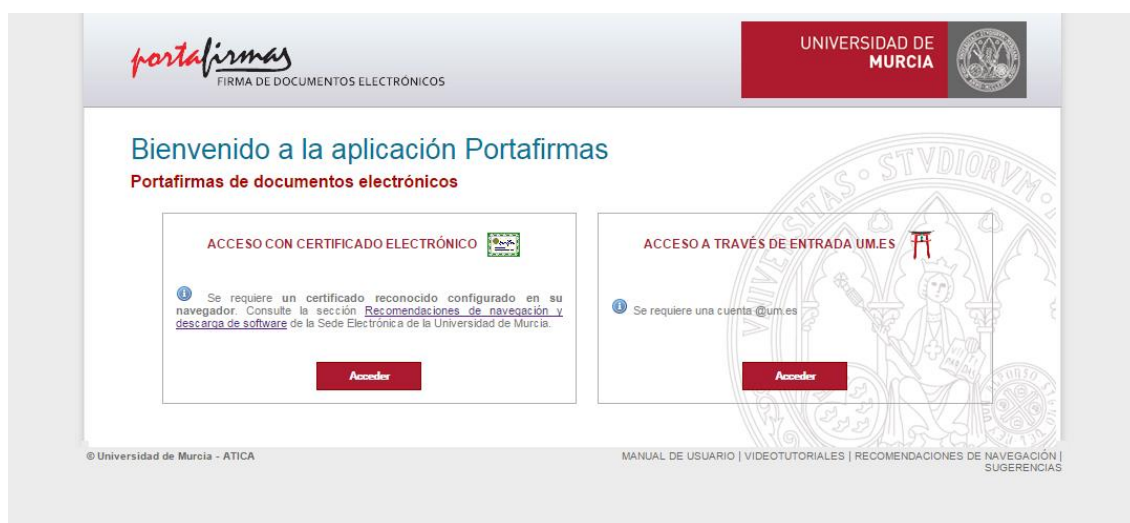 portafirmas
FIRMA DE DOCUMENTOS ELECTRÓNICOS
UNIVERSIDAD DE
MURCIA
Bienvenido a la aplicación Portafirmas
Portafirmas de documentos electrónicos
ACCESO CON CERTIFICADO ELECTRÓNICO
Se requiere un certificado reconocido configurado en su
navegador. Consulte la sección Recomendaciones de navegación y
descarga de software de la Sede Electrónica de la Universidad de Murcia.
Acceder
ACCESO A TRAVÉS DE ENTRADA UM.ES
Se requiere una cuenta @um.es
Acceder
© Universidad de Murcia - ATICA
MANUAL DE USUARIO | VIDEOTUTORIALES | RECOMENDACIONES DE NAVEGACIÓN |
SUGERENCIAS